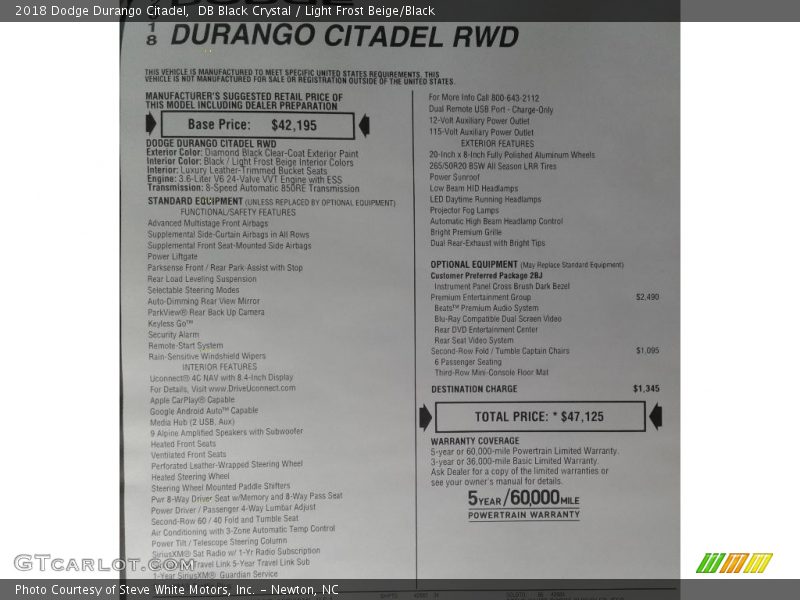 2018 Dodge Durango Citadel,  DB Black Crystal / Light Frost Beige/Black
DURANGO CITADEL RWD
THIS VEHICLE IS MANUFACTURED TO MEET SPECIFIC UNITED STATES REQUIREMENTS. THIS
VEHICLE IS NOT MANUFACTURED FOR SALE OR REGISTRATION OUTSIDE OF THE UNITED STATES.
MANUFACTURER'S SUGGESTED RETAIL PRICE OF
THIS MODEL INCLUDING DEALER PREPARATION
Base Price: $42,195
DODGE DURANGO CITADEL RWD
Exterior Color: Diamond Black Clear-Coat Exterior Paint
Interior Color: Black / Light Frost Beige Interior Colors
Interior: Luxury Leather-Trimmed Bucket Seats
Engine: 3.6-Liter V6 24-Valve VVT Engine with ESS
Transmission: 8-Speed Automatic 850RE Transmission
STANDARD EQUIPMENT (UNLESS REPLACED BY OPTIONAL EQUIPMENT)
FUNCTIONAL/SAFETY FEATURES
Advanced Multistage Front Airbags
Supplemental Side-Curtain Airbags in All Rows
Supplemental Front Seat-Mounted Side Airbags
Power Liftgate
Parksense Front / Rear Park-Assist with Stop
Rear Load Leveling Suspension
Selectable Steering Modes
Auto-Dimming Rear View Mirror
ParkView® Rear Back Up Camera
Keyless Go™
Security Alarm
Remote-Start System
Rain-Sensitive Windshield Wipers
INTERIOR FEATURES
Uconnect® 4C NAV with 8.4-Inch Display
For Details, Visit www.DriveUconnect.com
Apple CarPlay® Capable
Google Android Auto™ Capable
Media Hub (2 USB, Aux)
9 Alpine Amplified Speakers with Subwoofer
Heated Front Seats
Ventilated Front Seats
Perforated Leather-Wrapped Steering Wheel
Heated Steering Wheel
Steering Wheel Mounted Paddle Shifters
Pwr 8-Way Driver Seat w/Memory and 8-Way Pass Seat
Power Driver / Passenger 4-Way Lumbar Adjust
Second-Row 60 / 40 Fold and Tumble Seat
Air Conditioning with 3-Zone Automatic Temp Control
Power Tilt / Telescope Steering Column
SiriusXM® Sat Radio w/ 1-Yr Radio Subscription
Travel Link 5-Year Travel Link Sub
1-Year SiriusXM® Guardian Service
For More Info Call 800-643-2112
Dual Remote USB Port - Charge-Only
12-Volt Auxiliary Power Outlet
115-Volt Auxiliary Power Outlet
EXTERIOR FEATURES
20-Inch x 8-Inch Fully Polished Aluminum Wheels
265/50R20 BSW All Season LRR Tires
Power Sunroof
Low Beam HID Headlamps
LED Daytime Running Headlamps
Projector Fog Lamps
Automatic High Beam Headlamp Control
Bright Premium Grille
Dual Rear-Exhaust with Bright Tips
OPTIONAL EQUIPMENT (May Replace Standard Equipment)
Customer Preferred Package 2BJ
Instrument Panel Cross Brush Dark Bezel
Premium Entertainment Group $2,490
Beats™ Premium Audio System
Blu-Ray Compatible Dual Screen Video
Rear DVD Entertainment Center
Rear Seat Video System
Second-Row Fold / Tumble Captain Chairs $1,095
6 Passenger Seating
Third-Row Mini-Console Floor Mat
DESTINATION CHARGE $1,345
TOTAL PRICE: * $47,125
WARRANTY COVERAGE
5-year or 60,000-mile Powertrain Limited Warranty.
3-year or 36,000-mile Basic Limited Warranty.
Ask Dealer for a copy of the limited warranties or
see your owner's manual for details.
5 YEAR / 60,000 MILE
POWERTRAIN WARRANTY
GTCARLOT.COM
Photo Courtesy of Steve White Motors, Inc. – Newton, NC